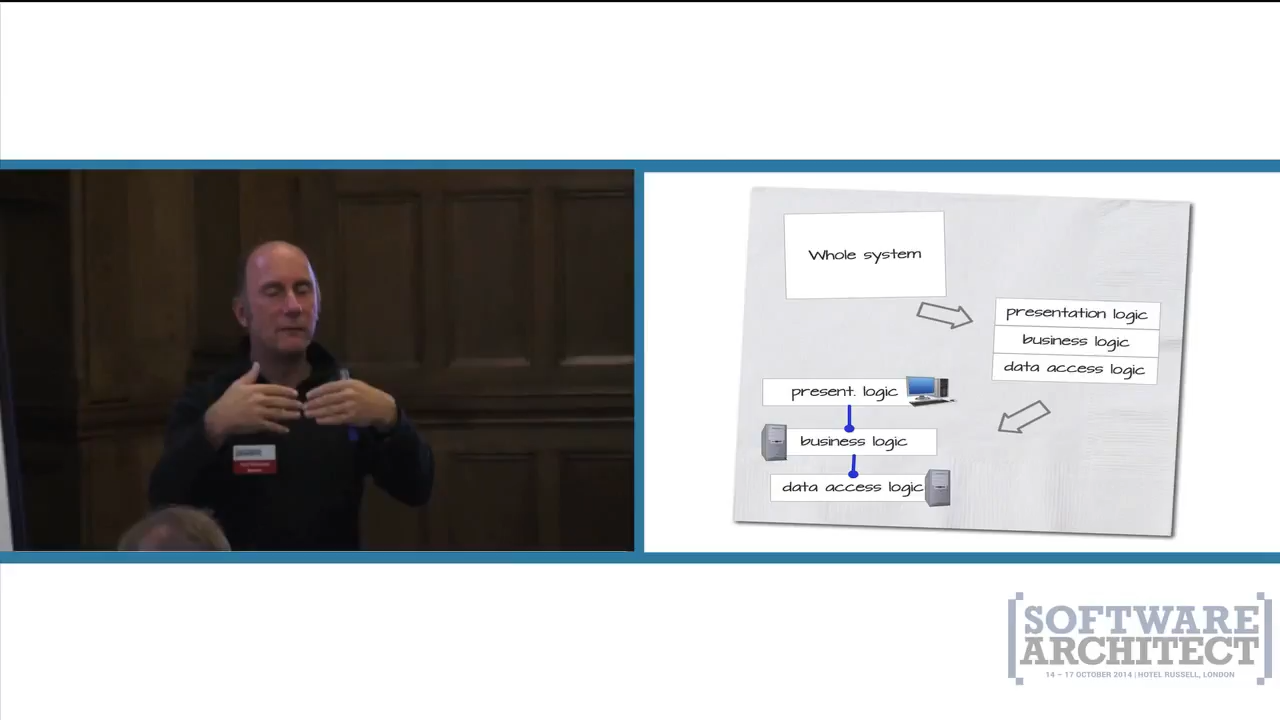 Whole system
presentation logic
business logic
data access logic
present. logic
business logic
data access logic
SOFTWARE
ARCHITECT
14 – 17 OCTOBER 2014 | HOTEL RUSSELL, LONDON